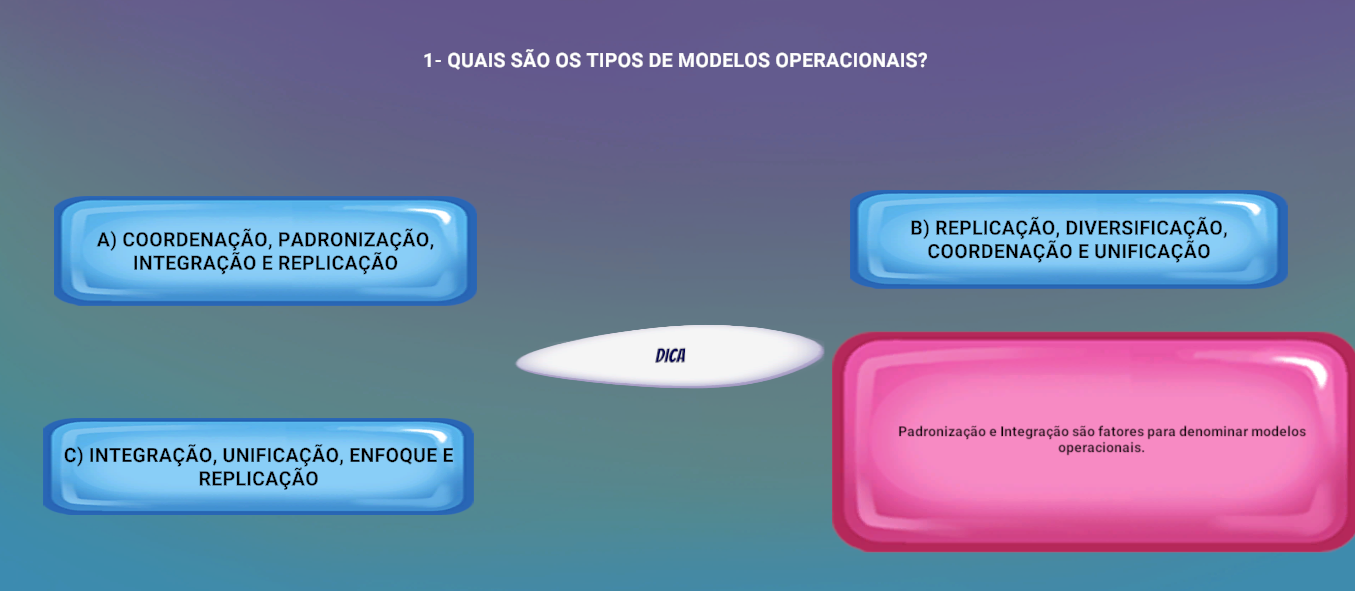 1- QUAIS SÃO OS TIPOS DE MODELOS OPERACIONAIS?
A) COORDENAÇÃO, PADRONIZAÇÃO,
INTEGRAÇÃO E REPLICAÇÃO
B) REPLICAÇÃO, DIVERSIFICAÇÃO,
COORDENAÇÃO E UNIFICAÇÃO
DICA
C) INTEGRAÇÃO, UNIFICAÇÃO, ENFOQUE E
REPLICAÇÃO
Padronização e Integração são fatores para denominar modelos
operacionais.